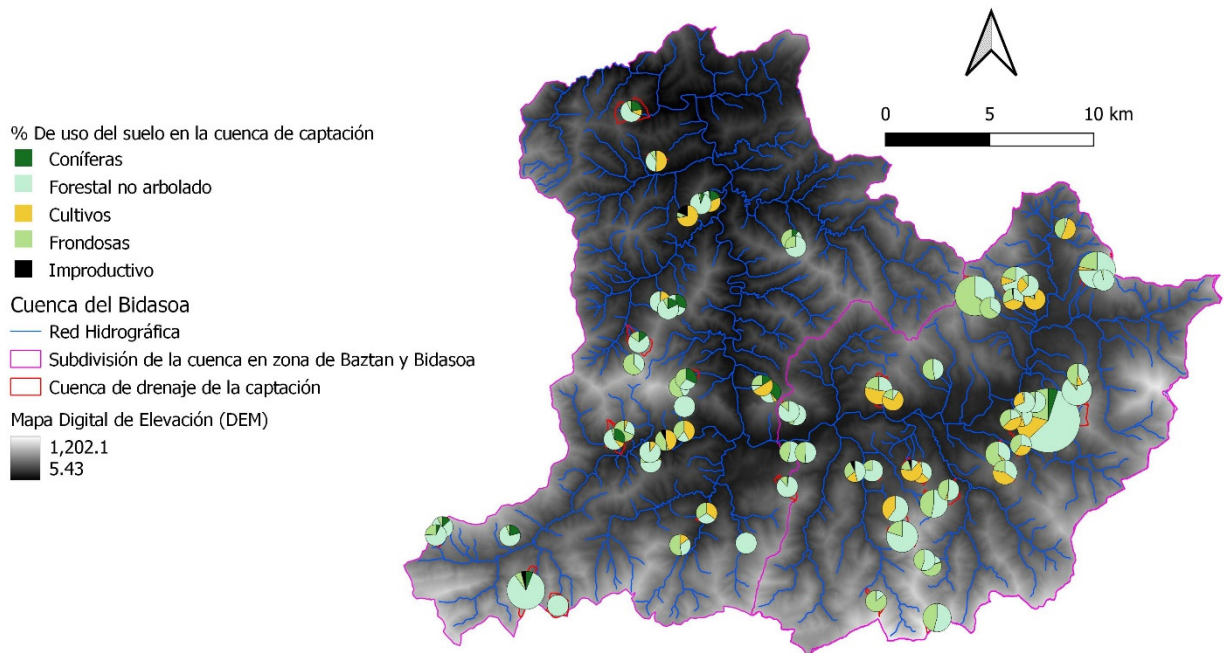 % De uso del suelo en la cuenca de captación
Coníferas
Forestal no arbolado
Cultivos
Frondosas
Improductivo
Cuenca del Bidasoa
Red Hidrográfica
Subdivisión de la cuenca en zona de Baztan y Bidasoa
Cuenca de drenaje de la captación
Mapa Digital de Elevación (DEM)
1,202.1
5.43
0 5 10 km